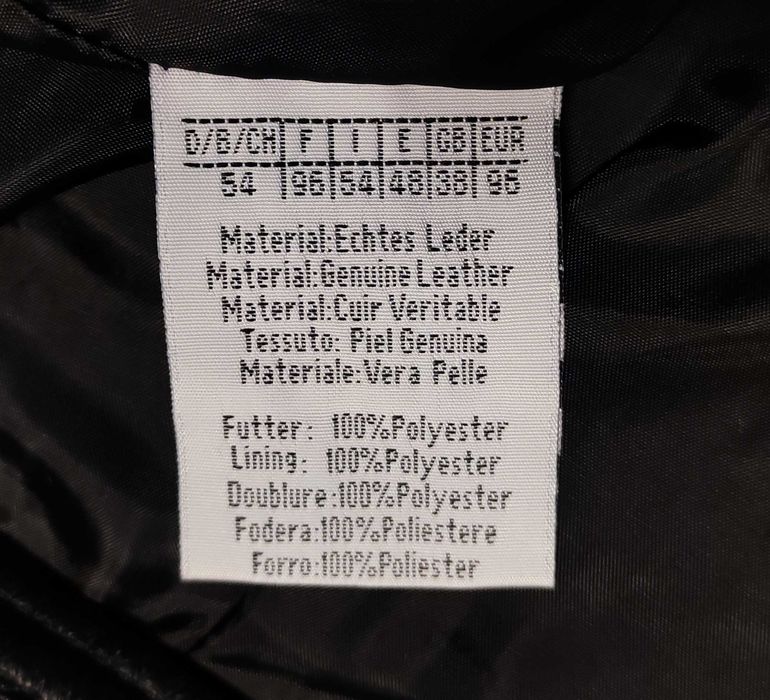 D/B/CH F I E GB EUR
54 96 54 48 38 96
Material:Echtes Leder
Material:Genuine Leather
Material:Cuir Veritable
Tessuto: Piel Genuina
Materiale:Vera Pelle
Futter: 100%Polyester
Lining: 100%Polyester
Doublure:100%Polyester
Fodera:100%Poliestere
Forro:100%Poliester